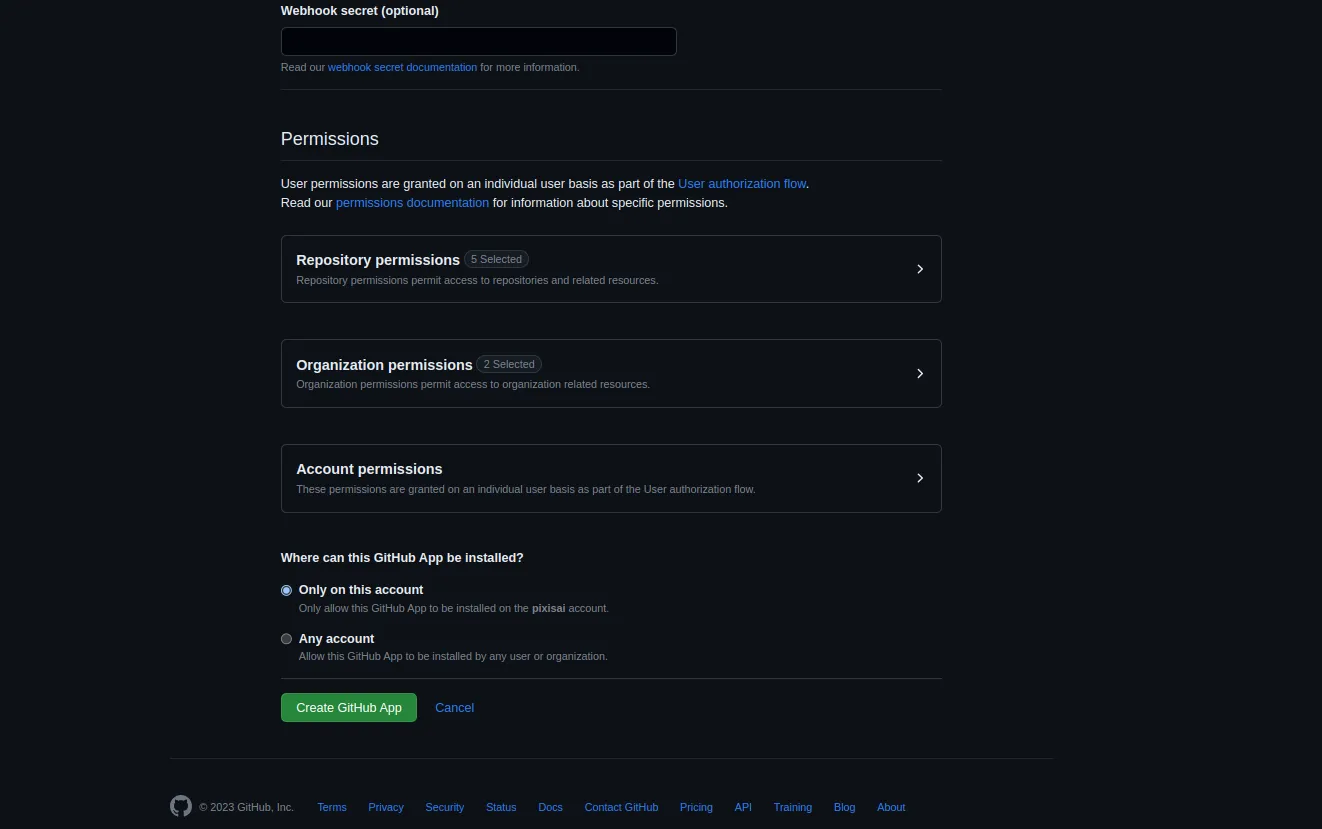 Webhook secret (optional)
Read our webhook secret documentation for more information.
Permissions
User permissions are granted on an individual user basis as part of the User authorization flow.
Read our permissions documentation for information about specific permissions.
Repository permissions 5 Selected
Repository permissions permit access to repositories and related resources.
Organization permissions 2 Selected
Organization permissions permit access to organization related resources.
Account permissions
These permissions are granted on an individual user basis as part of the User authorization flow.
Where can this GitHub App be installed?
Only on this account
Only allow this GitHub App to be installed on the pixisai account.
Any account
Allow this GitHub App to be installed by any user or organization.
Create GitHub App Cancel
© 2023 GitHub, Inc. Terms Privacy Security Status Docs Contact GitHub Pricing API Training Blog About